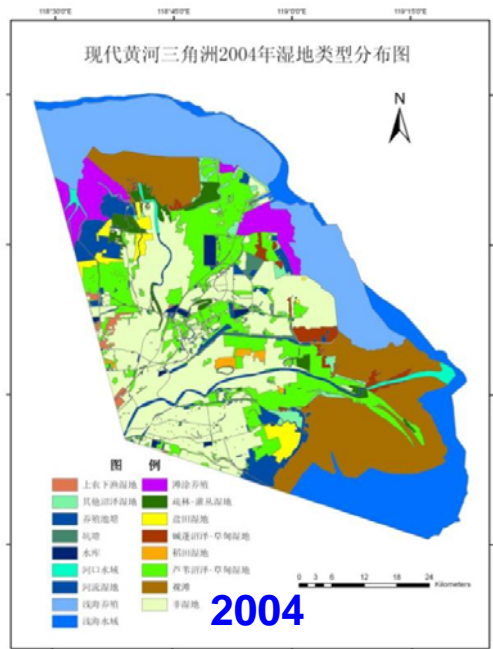 118°30'0"E 118°45'0"E 119°0'0"E 119°15'0"E
现代黄河三角洲2004年湿地类型分布图
N
图 例
上农下渔湿地 滩涂养殖
其他沼泽湿地 疏林-灌丛湿地
养殖池塘 盐田湿地
坑塘 碱蓬沼泽-草甸湿地
水库 稻田湿地
河口水域 芦苇沼泽-草甸湿地
河流湿地 裸滩
浅海养殖 非湿地
浅海水域
0 3 6 12 18 24
Kilometers
2004